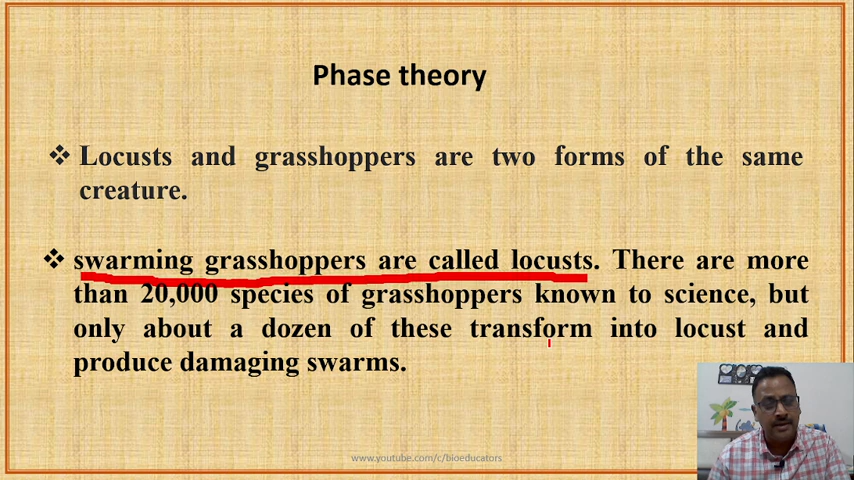 Phase theory
❖ Locusts and grasshoppers are two forms of the same
creature.
❖ swarming grasshoppers are called locusts. There are more
than 20,000 species of grasshoppers known to science, but
only about a dozen of these transform into locust and
produce damaging swarms.
www.youtube.com/c/bioeducators